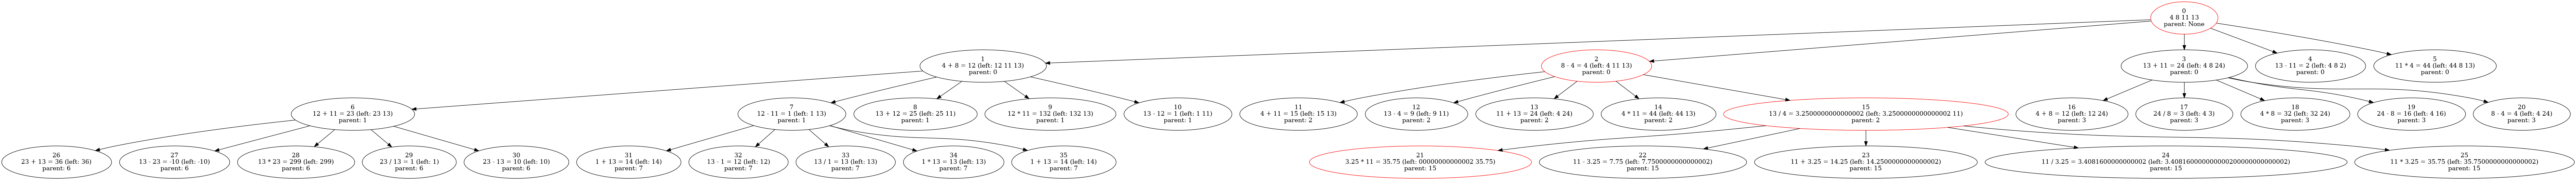 0
4 8 11 13
parent: None
1
4 + 8 = 12 (left: 12 11 13)
parent: 0
2
8 - 4 = 4 (left: 4 11 13)
parent: 0
3
13 + 11 = 24 (left: 4 8 24)
parent: 0
4
13 - 11 = 2 (left: 4 8 2)
parent: 0
5
11 * 4 = 44 (left: 44 8 13)
parent: 0
6
12 + 11 = 23 (left: 23 13)
parent: 1
7
12 - 11 = 1 (left: 1 13)
parent: 1
8
13 + 12 = 25 (left: 25 11)
parent: 1
9
12 * 11 = 132 (left: 132 13)
parent: 1
10
13 - 12 = 1 (left: 1 11)
parent: 1
11
4 + 11 = 15 (left: 15 13)
parent: 2
12
13 - 4 = 9 (left: 9 11)
parent: 2
13
11 + 13 = 24 (left: 4 24)
parent: 2
14
4 * 11 = 44 (left: 44 13)
parent: 2
15
13 / 4 = 3.2500000000000002 (left: 3.2500000000000002 11)
parent: 2
16
4 + 8 = 12 (left: 12 24)
parent: 3
17
24 / 8 = 3 (left: 4 3)
parent: 3
18
4 * 8 = 32 (left: 32 24)
parent: 3
19
24 - 8 = 16 (left: 4 16)
parent: 3
20
8 - 4 = 4 (left: 4 24)
parent: 3
26
23 + 13 = 36 (left: 36)
parent: 6
27
13 - 23 = -10 (left: -10)
parent: 6
28
13 * 23 = 299 (left: 299)
parent: 6
29
23 / 13 = 1 (left: 1)
parent: 6
30
23 - 13 = 10 (left: 10)
parent: 6
31
1 + 13 = 14 (left: 14)
parent: 7
32
13 - 1 = 12 (left: 12)
parent: 7
33
13 / 1 = 13 (left: 13)
parent: 7
34
1 * 13 = 13 (left: 13)
parent: 7
35
1 + 13 = 14 (left: 14)
parent: 7
21
3.25 * 11 = 35.75 (left: 00000000000002 35.75)
parent: 15
22
11 - 3.25 = 7.75 (left: 7.7500000000000002)
parent: 15
23
11 + 3.25 = 14.25 (left: 14.2500000000000002)
parent: 15
24
parent: 15
25
11 * 3.25 = 35.75 (left: 35.7500000000000002)
parent: 15